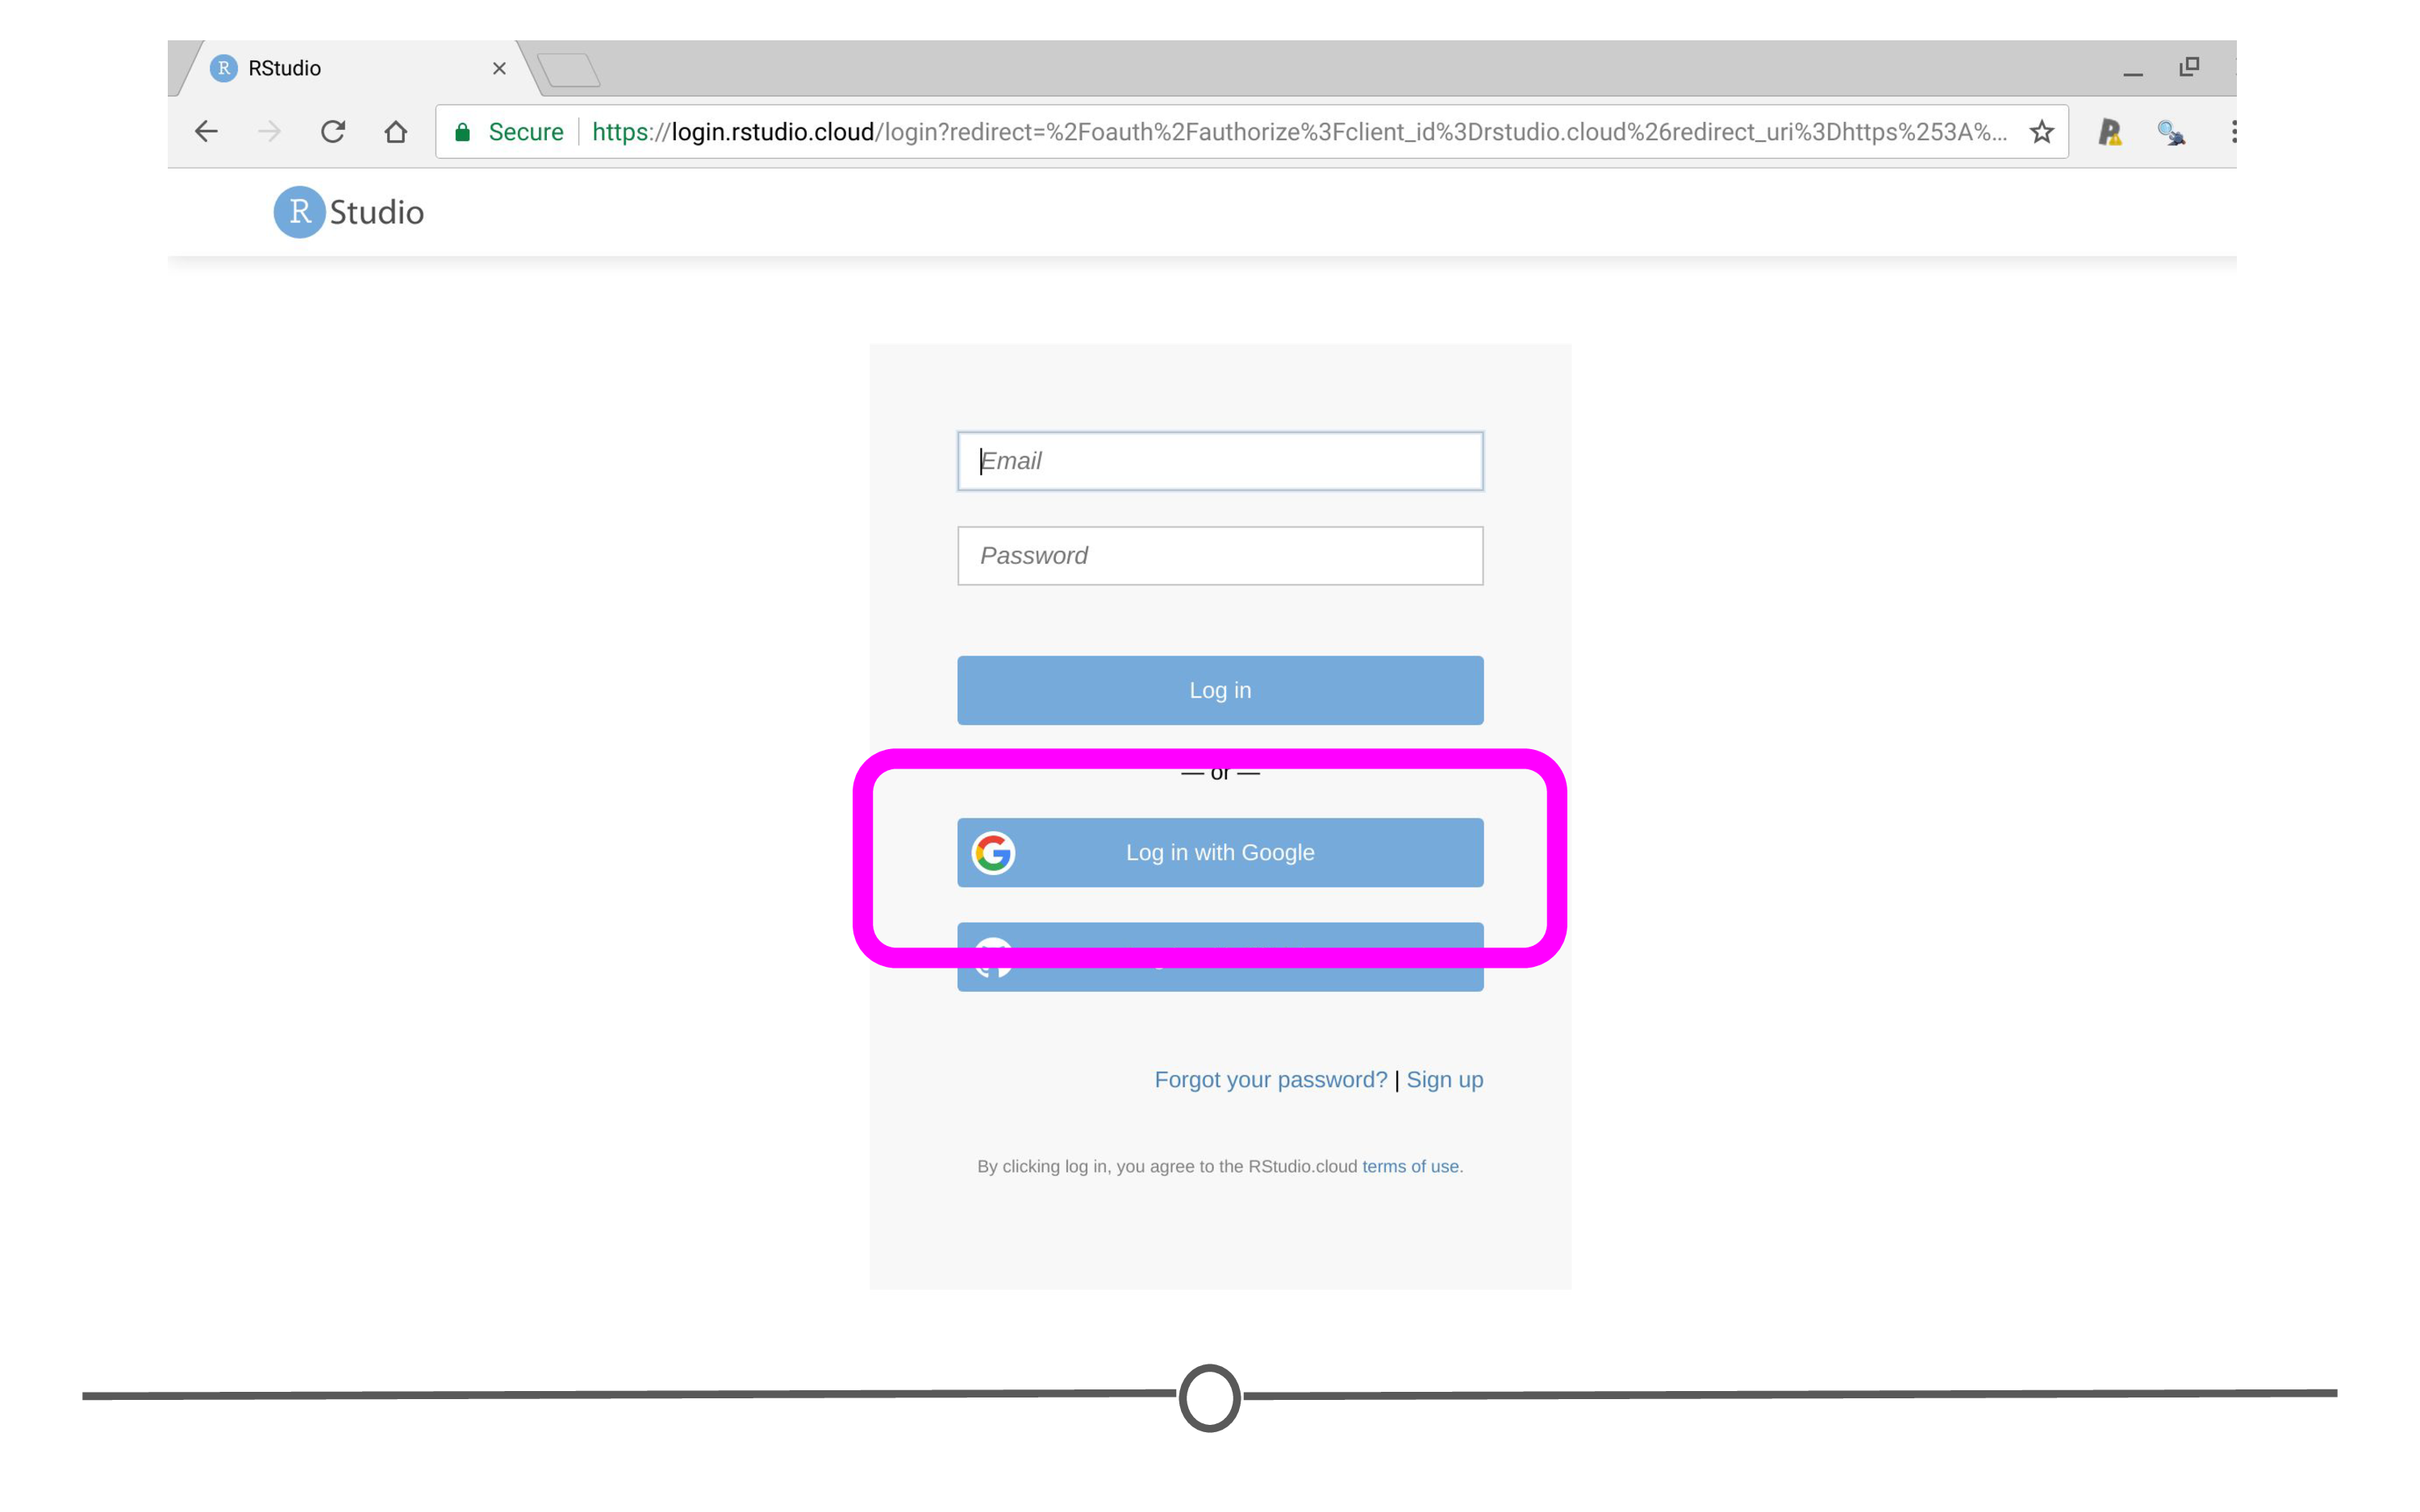 RStudio
Secure https://login.rstudio.cloud/login?redirect=%2Foauth%2Fauthorize%3Fclient_id%3Drstudio.cloud%26redirect_uri%3Dhttps%253A%...
R Studio
Email
Password
Log in
— or —
Log in with Google
Forgot your password? | Sign up
By clicking log in, you agree to the RStudio.cloud terms of use.